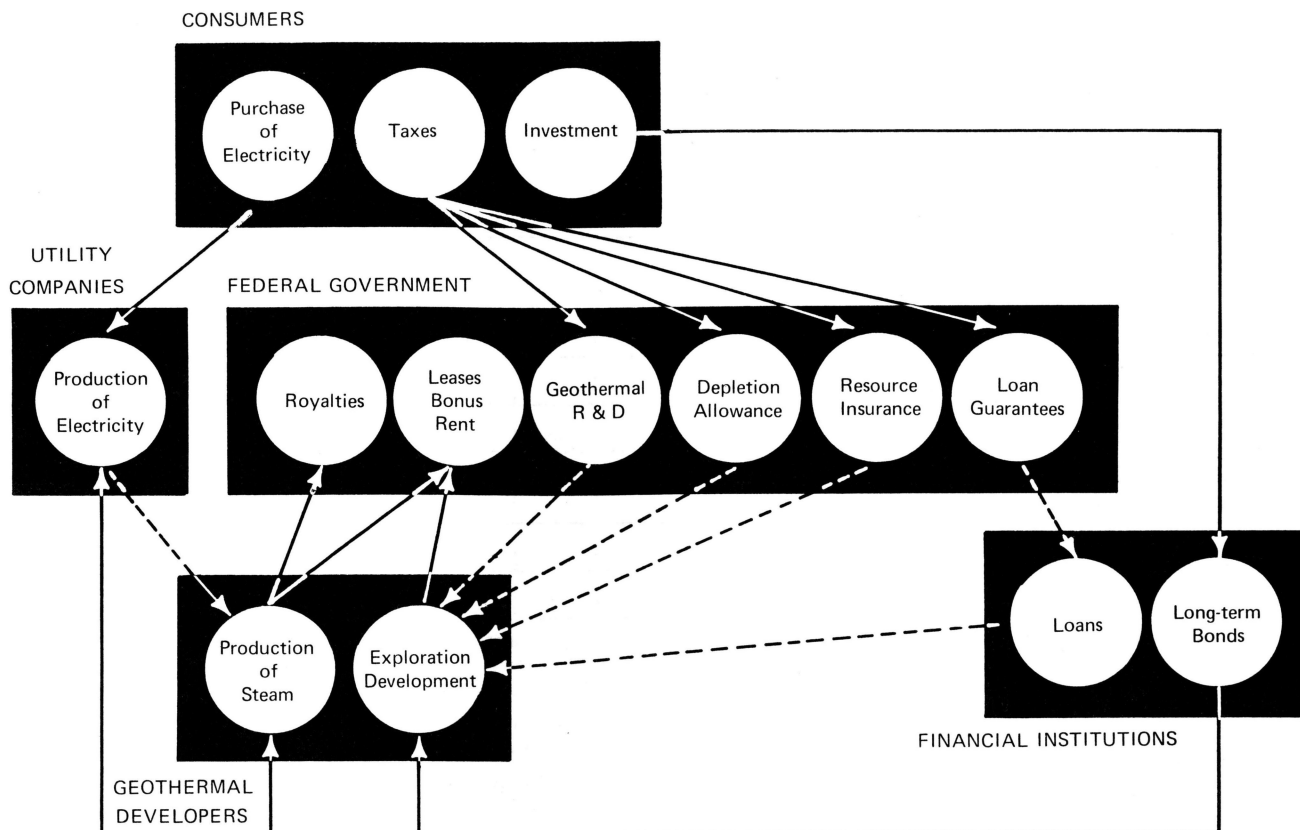 CONSUMERS
Purchase
of
Electricity
Taxes
Investment
UTILITY
COMPANIES
FEDERAL GOVERNMENT
Production
of
Electricity
Royalties
Leases
Bonus
Rent
Geothermal
R & D
Depletion
Allowance
Resource
Insurance
Loan
Guarantees
Production
of
Steam
Exploration
Development
Loans
Long-term
Bonds
FINANCIAL INSTITUTIONS
GEOTHERMAL
DEVELOPERS